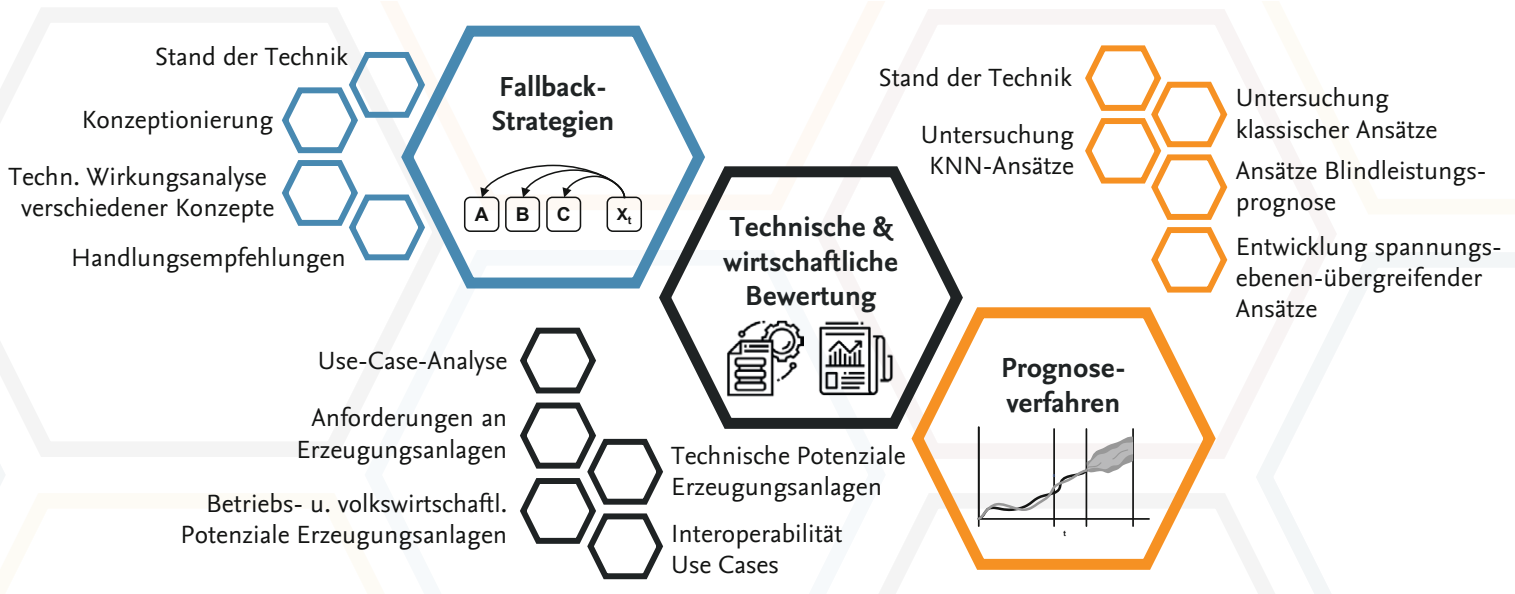 Stand der Technik
Konzeptionierung
Techn. Wirkungsanalyse
verschiedener Konzepte
Handlungsempfehlungen
Fallback-
Strategien
A B C Xt
Technische &
wirtschaftliche
Bewertung
Stand der Technik
Untersuchung
KNN-Ansätze
Untersuchung
klassischer Ansätze
Ansätze Blindleistungs-
prognose
Entwicklung spannungs-
ebenen-übergreifender
Ansätze
Prognose-
verfahren
t
Use-Case-Analyse
Anforderungen an
Erzeugungsanlagen
Betriebs- u. volkswirtschaftl.
Potenziale Erzeugungsanlagen
Technische Potenziale
Erzeugungsanlagen
Interoperabilität
Use Cases